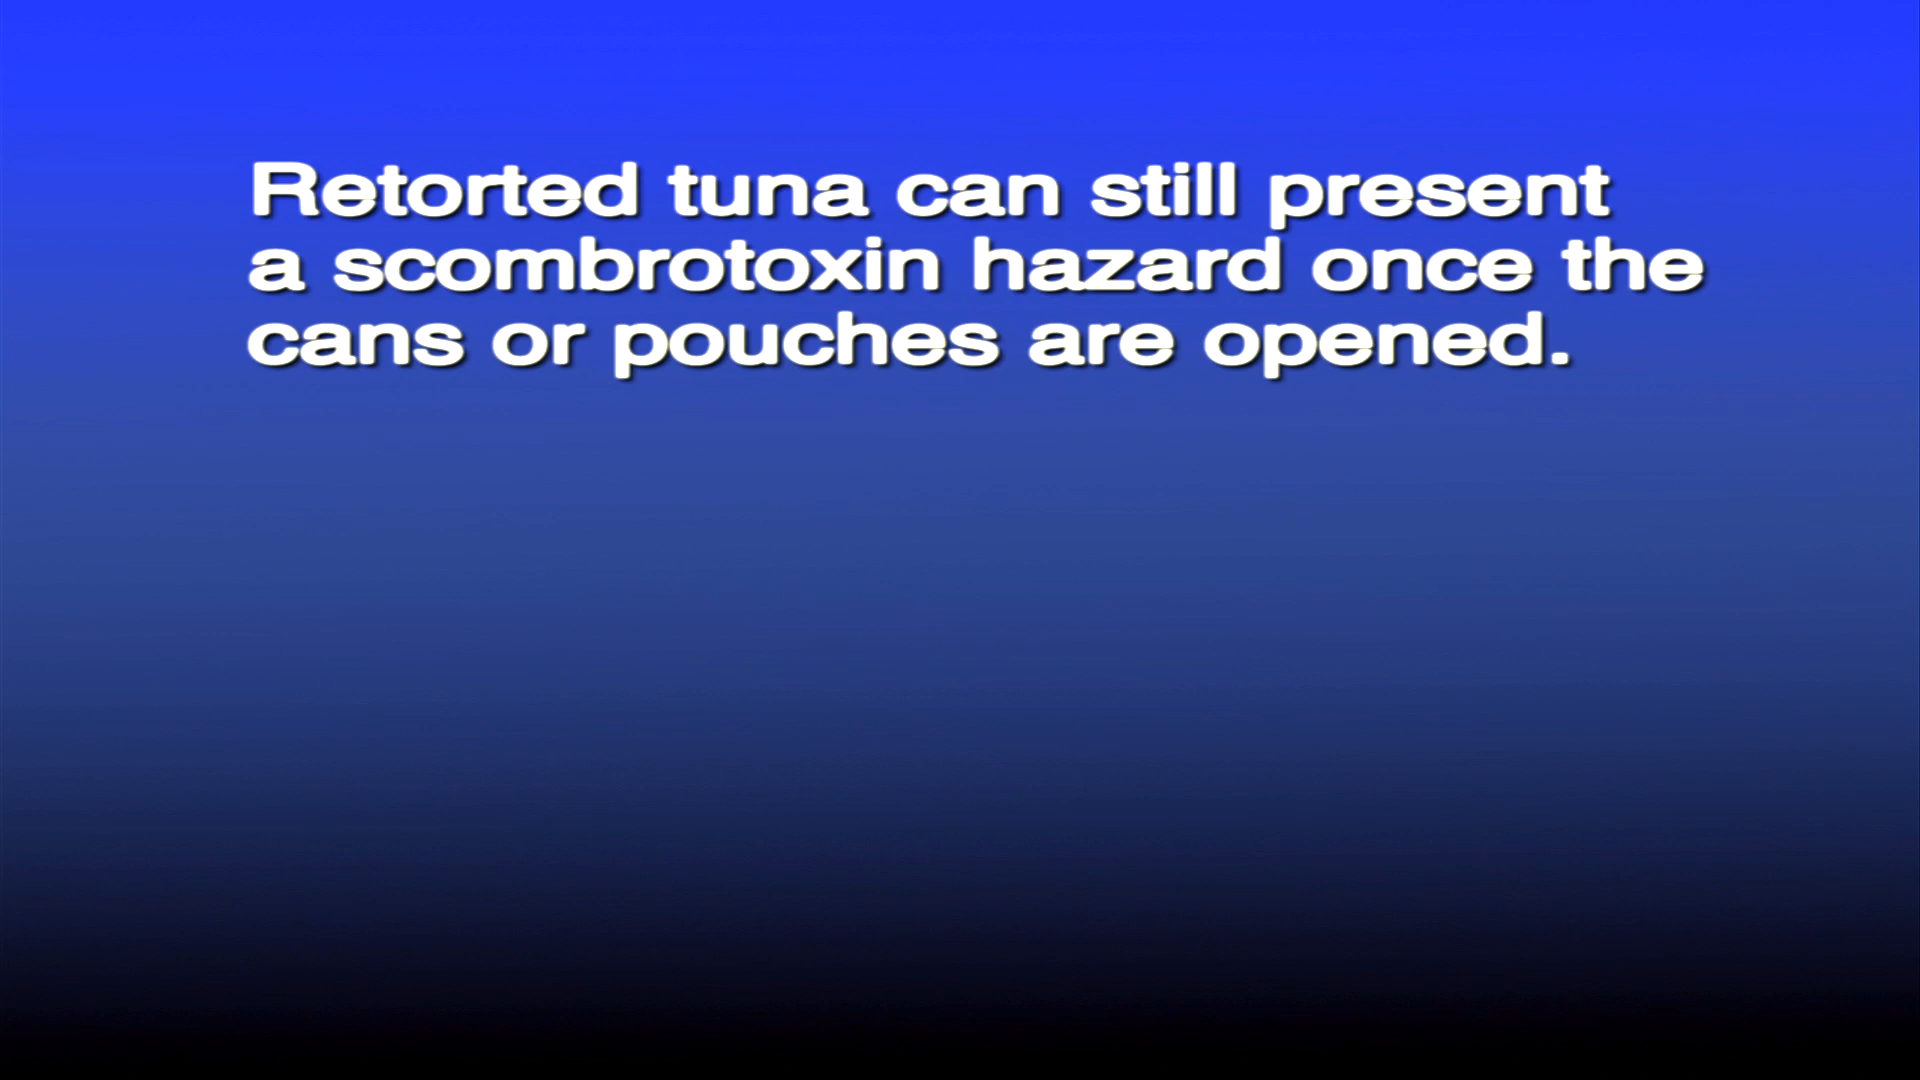 Retorted tuna can still present
a scombrotoxin hazard once the
cans or pouches are opened.